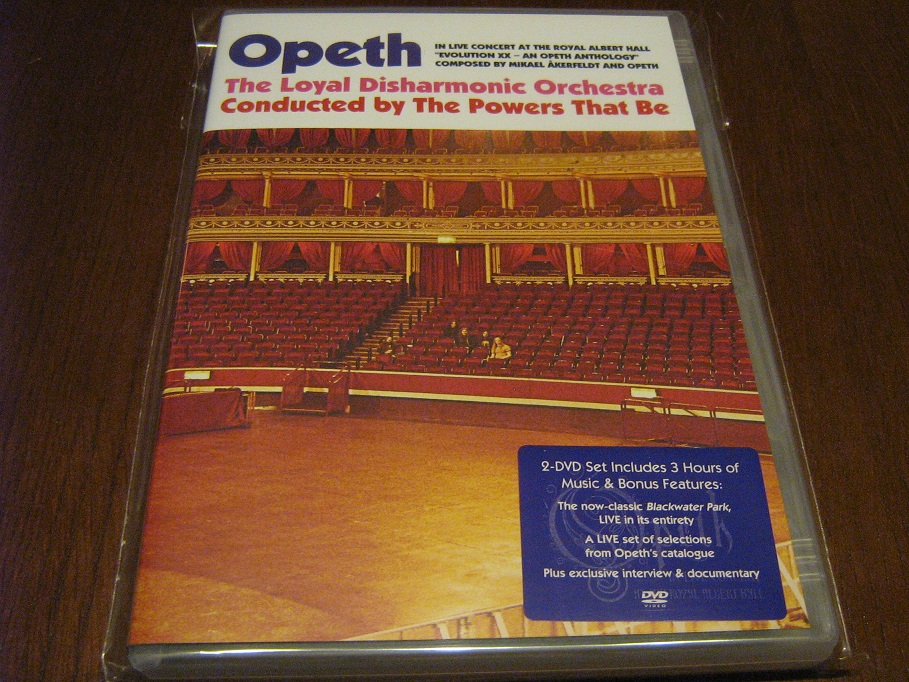 Opeth
IN LIVE CONCERT AT THE ROYAL ALBERT HALL
"EVOLUTION XX – AN OPETH ANTHOLOGY"
COMPOSED BY MIKAEL ÅKERFELDT AND OPETH
The Loyal Disharmonic Orchestra
Conducted by The Powers That Be
2-DVD Set Includes 3 Hours of
Music & Bonus Features:
The now-classic Blackwater Park,
LIVE in its entirety
A LIVE set of selections
from Opeth's catalogue
Plus exclusive interview & documentary
DVD
VIDEO
ROYAL ALBERT HALL